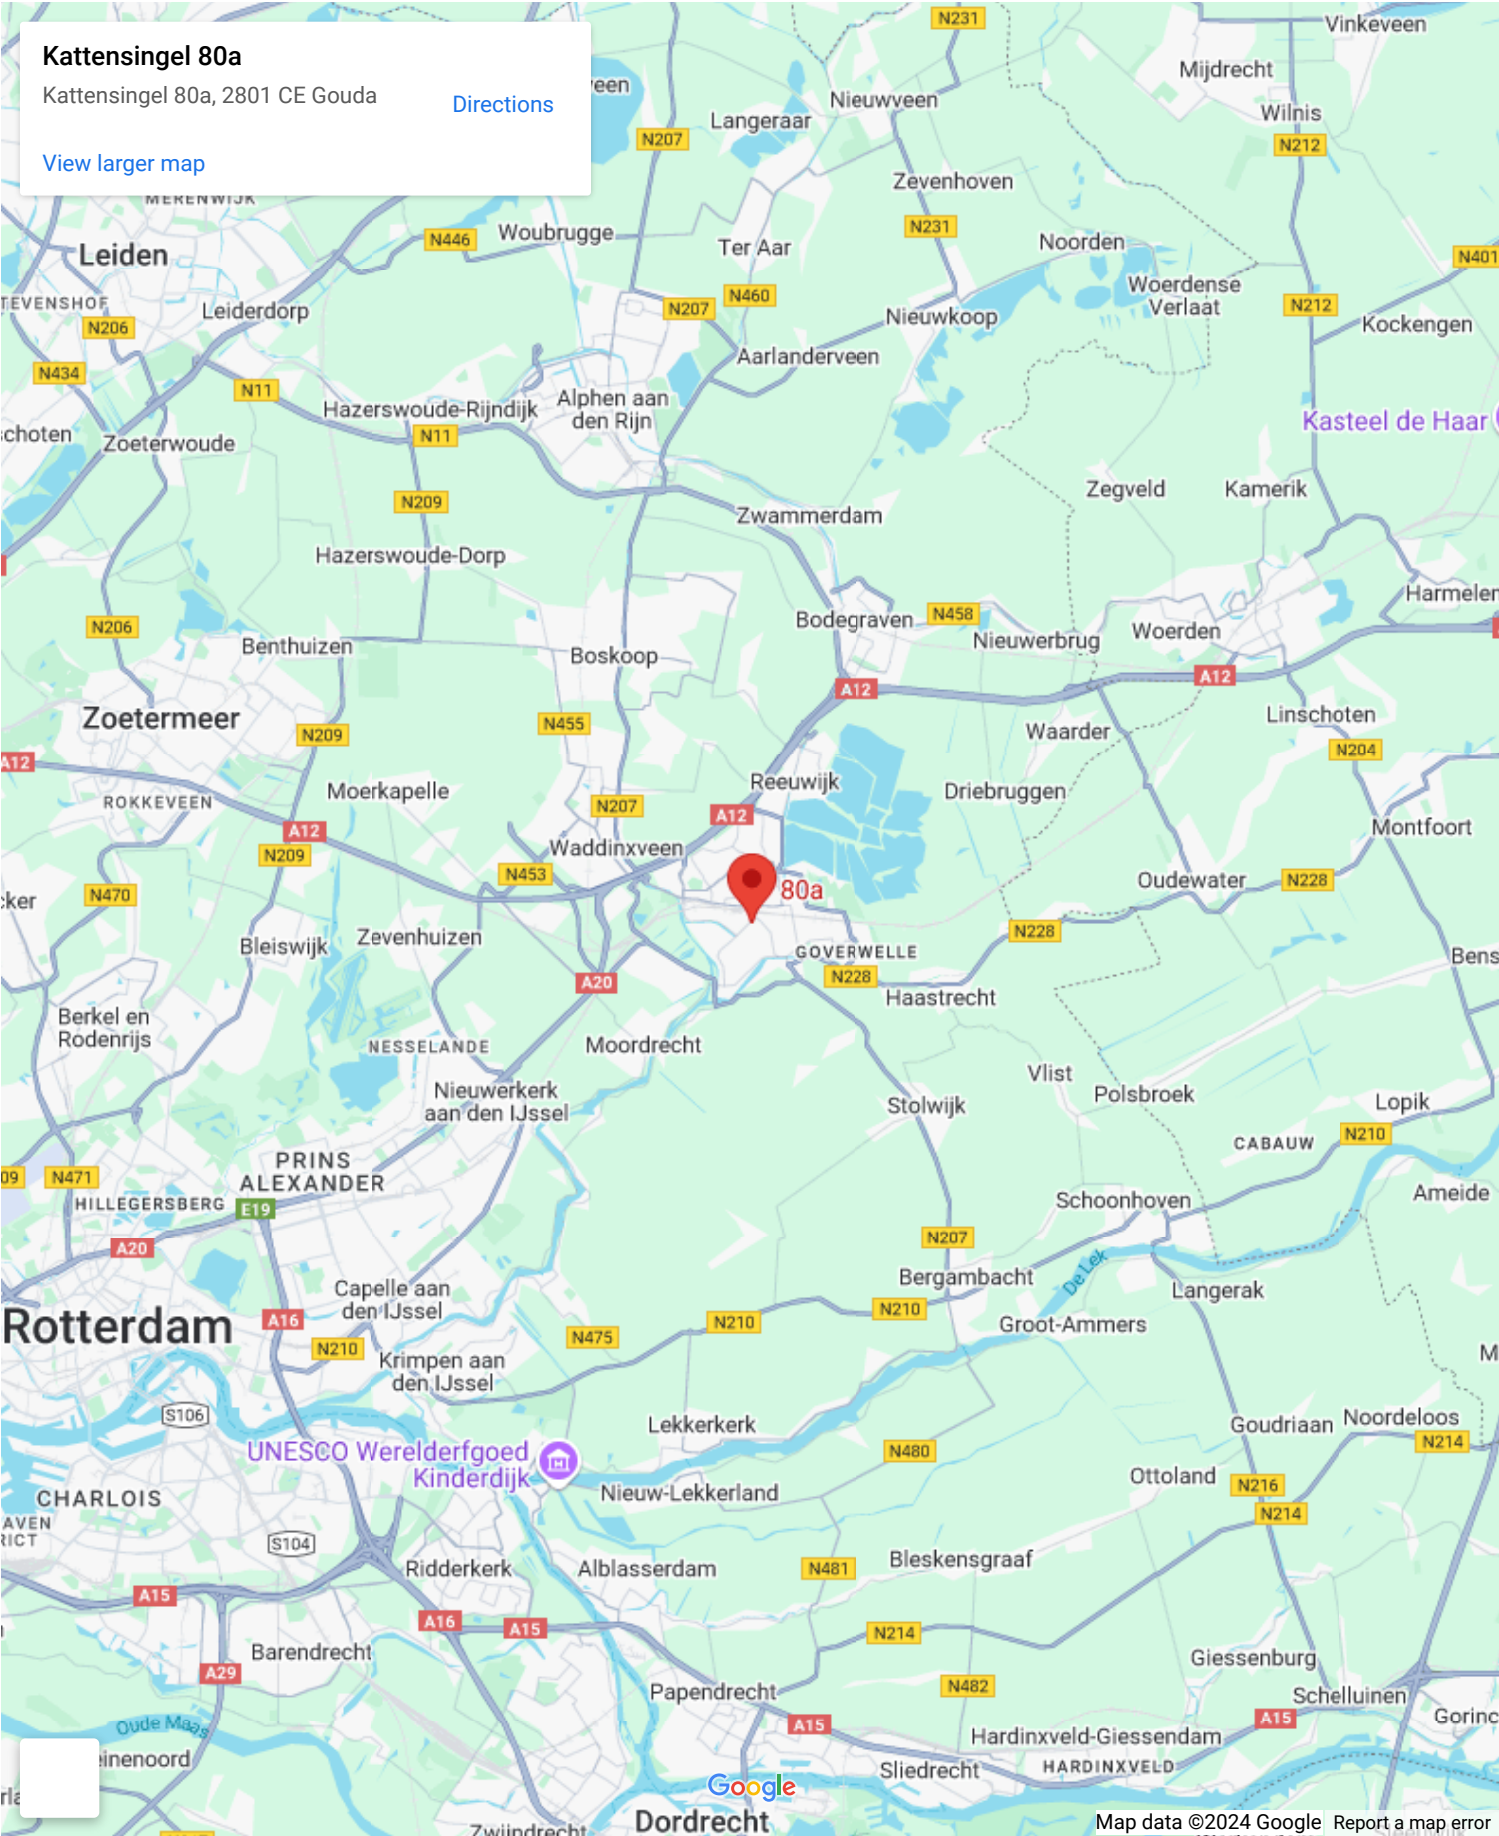 Kattensingel 80a
Kattensingel 80a, 2801 CE Gouda
Directions
View larger map
N231
Vinkeveen
Mijdrecht
Nieuwveen
Langeraar
Wilnis
N207
N212
Zevenhoven
MERENWIJK
N231
N446
Woubrugge
Ter Aar
Noorden
Leiden
N401
Woerdense
Verlaat
N460
N207
N212
Leiderdorp
N206
Nieuwkoop
Kockengen
Aarlanderveen
N434
N11
Alphen aan
den Rijn
Hazerswoude-Rijndijk
Kasteel de Haar
N11
Zoeterwoude
N209
Zegveld
Kamerik
Zwammerdam
Hazerswoude-Dorp
Harmelen
N206
Bodegraven
N458
Nieuwerbrug
Woerden
Benthuizen
Boskoop
A12
A12
Zoetermeer
Linschoten
N209
N455
Waarder
N204
A12
Reeuwijk
Moerkapelle
Driebruggen
ROKKEVEEN
N207
A12
A12
Montfoort
N209
Waddinxveen
N453
80a
Oudewater
N228
N470
Zevenhuizen
Bleiswijk
N228
GOVERWELLE
N228
A20
Haastrecht
Berkel en
Rodenrijs
NESSELANDE
Moordrecht
Vlist
Nieuwerkerk
aan den IJssel
Polsbroek
Stolwijk
Lopik
N210
CABAUW
PRINS
ALEXANDER
09
N471
HILLEGERSBERG
E19
Schoonhoven
Ameide
A20
N207
De Lek
Bergambacht
Langerak
Capelle aan
den IJssel
N210
N210
Groot-Ammers
Rotterdam
A16
N475
N210
Krimpen aan
den IJssel
S106
Lekkerkerk
Goudriaan
Noordeloos
N214
UNESCO Werelderfgoed
Kinderdijk
N480
Ottoland
N216
CHARLOIS
Nieuw-Lekkerland
N214
S104
Ridderkerk
Alblasserdam
N481
Bleskensgraaf
A15
A16
A15
N214
Barendrecht
Giessenburg
A29
N482
Papendrecht
Schelluinen
Oude Maas
A15
A15
Hardinxveld-Giessendam
HARDINXVELD
Sliedrecht
Google
Dordrecht
Zwijndrecht
Map data ©2024 Google
Report a map error